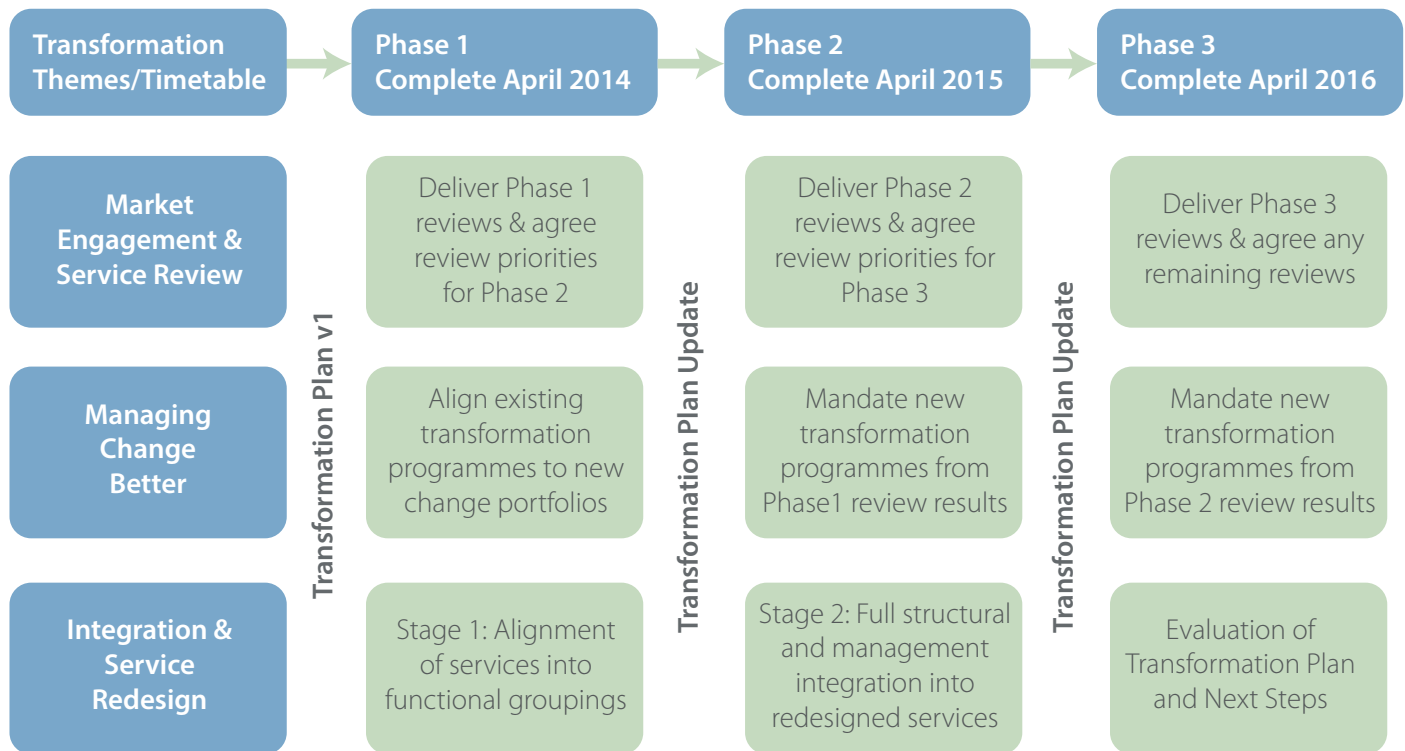 Transformation
Themes/Timetable
Phase 1
Complete April 2014
Phase 2
Complete April 2015
Phase 3
Complete April 2016
Market
Engagement &
Service Review
Transformation Plan v1
Deliver Phase 1
reviews & agree
review priorities
for Phase 2
Transformation Plan Update
Deliver Phase 2
reviews & agree
review priorities for
Phase 3
Transformation Plan Update
Deliver Phase 3
reviews & agree any
remaining reviews
Managing
Change
Better
Align existing
transformation
programmes to new
change portfolios
Mandate new
transformation
programmes from
Phase1 review results
Mandate new
transformation
programmes from
Phase 2 review results
Integration &
Service
Redesign
Stage 1: Alignment
of services into
functional groupings
Stage 2: Full structural
and management
integration into
redesigned services
Evaluation of
Transformation Plan
and Next Steps